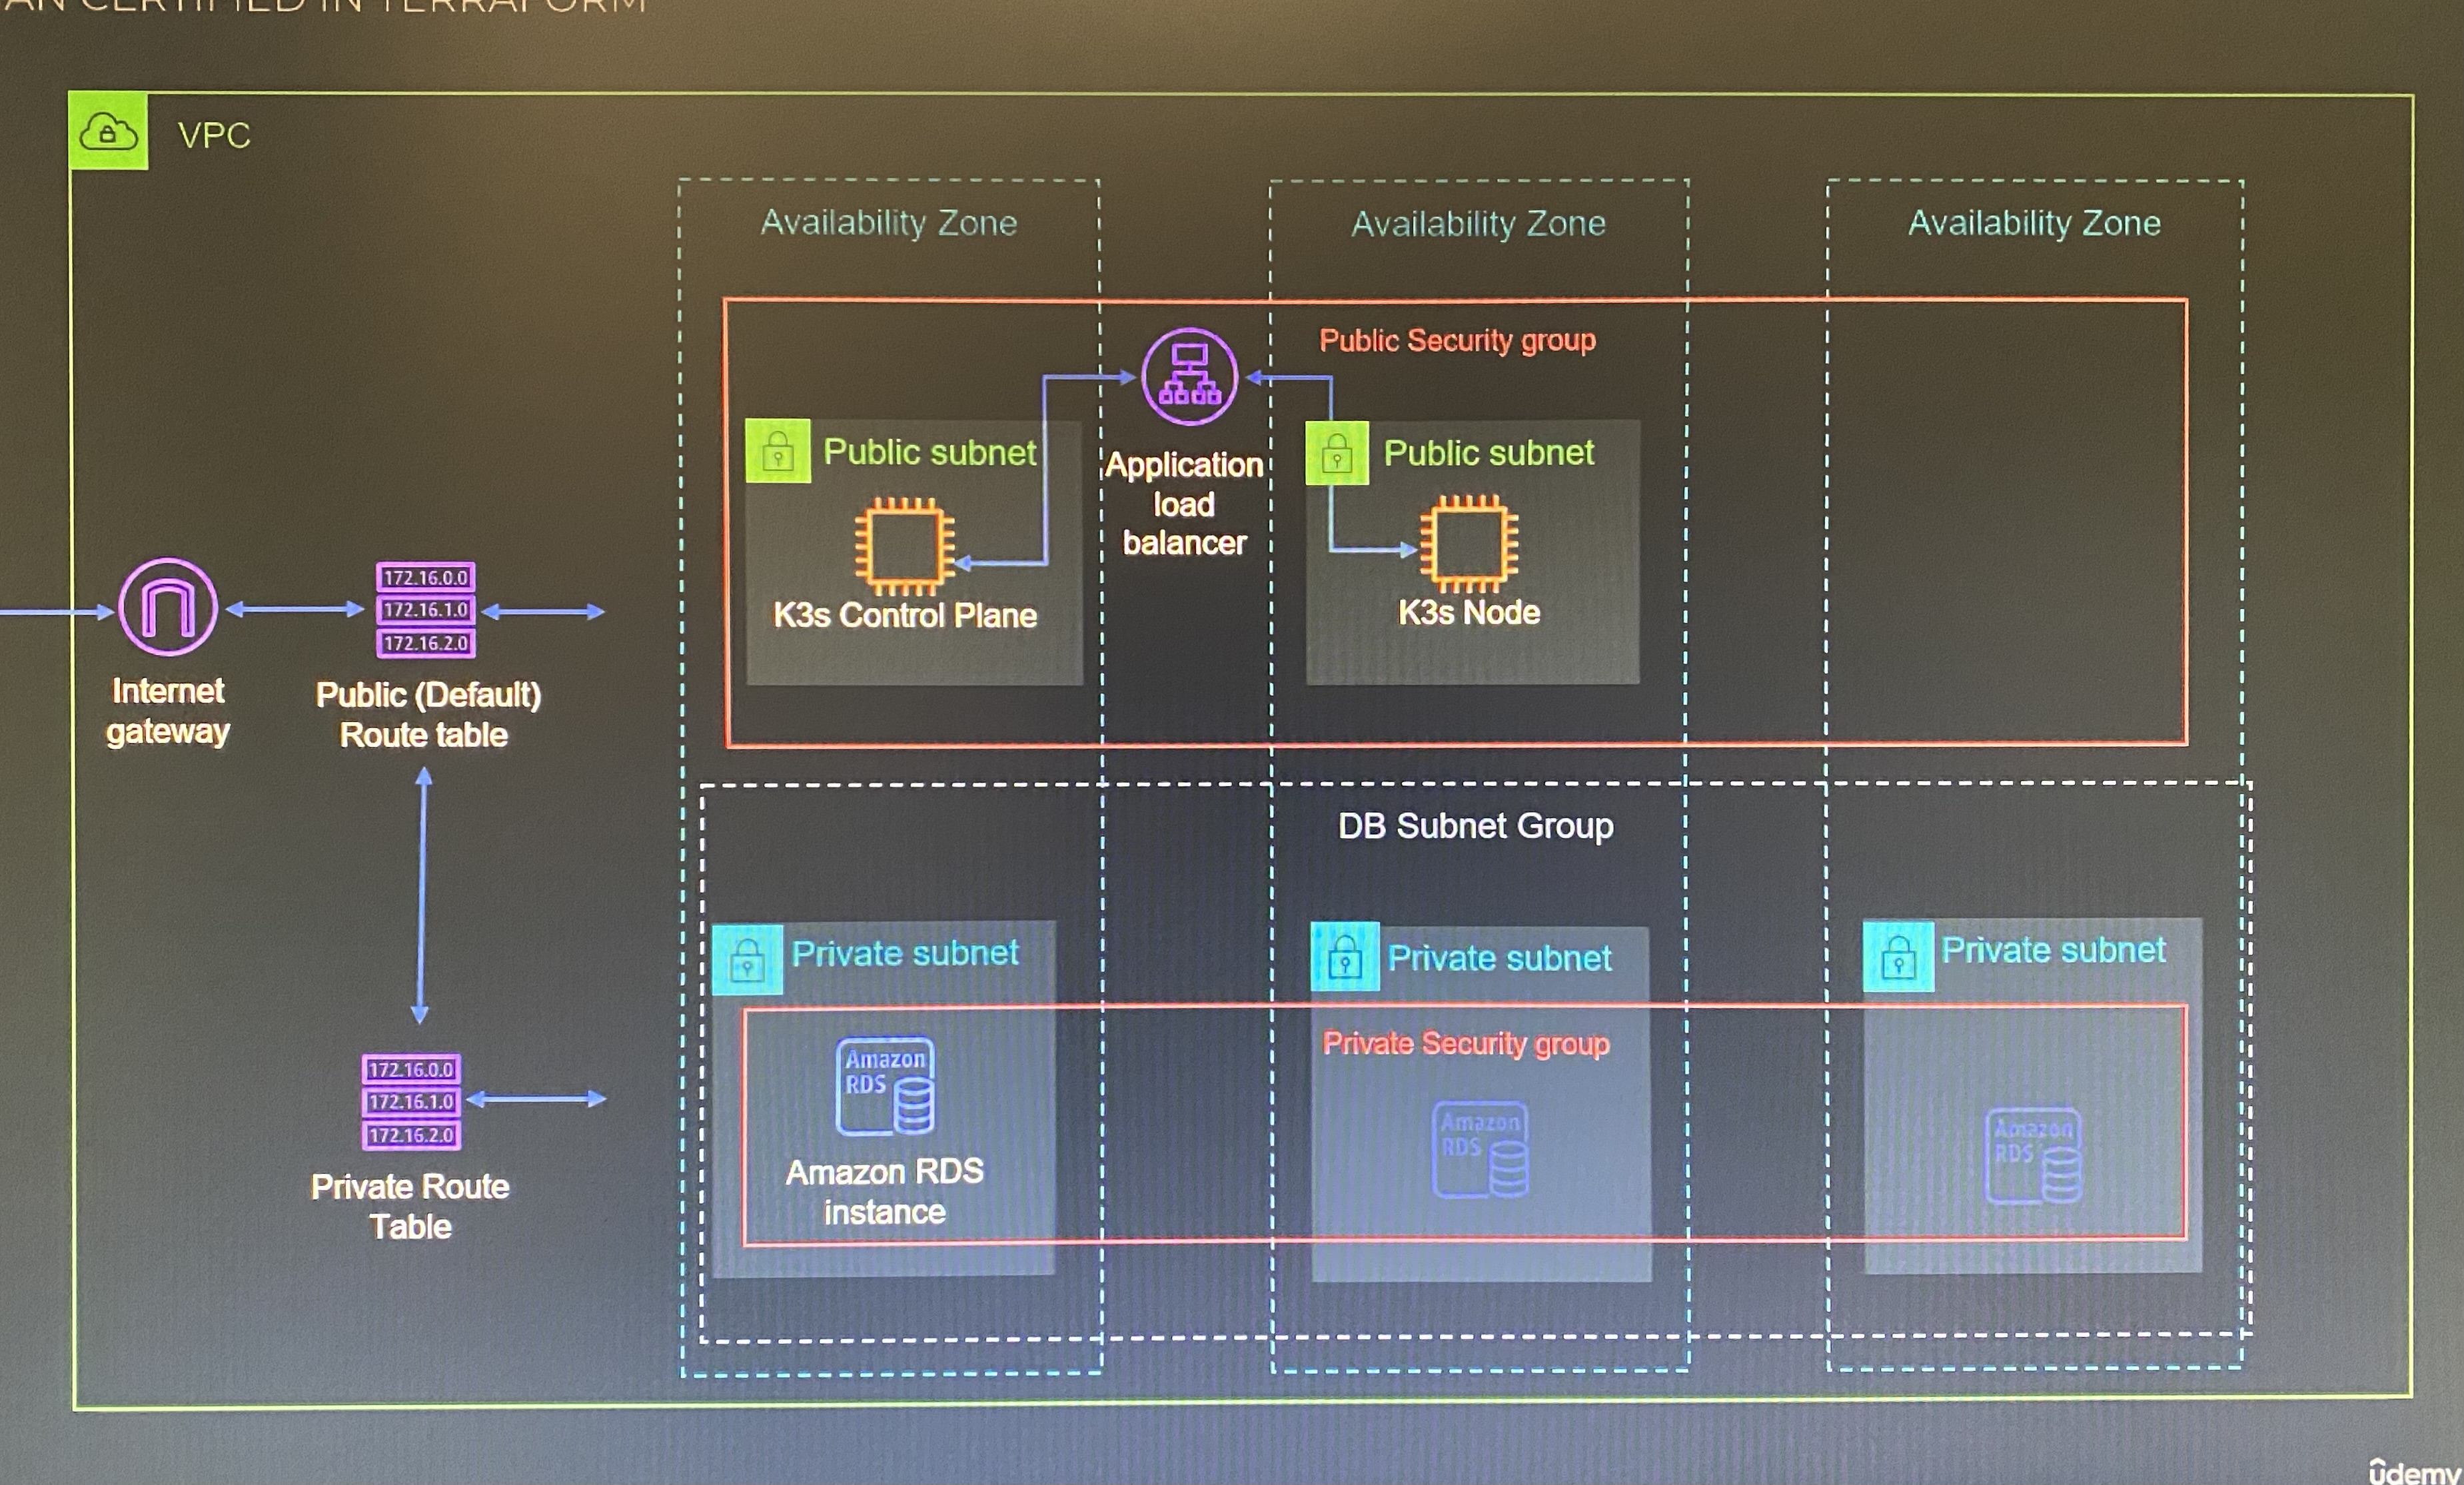 AN CERTIFIED IN TERRAFORM
VPC
Availability Zone
Availability Zone
Availability Zone
Public Security group
Public subnet
Public subnet
Application
load
balancer
K3s Control Plane
K3s Node
172.16.0.0
172.16.1.0
172.16.2.0
Internet
gateway
Public (Default)
Route table
DB Subnet Group
Private subnet
Private subnet
Private subnet
Private Security group
Amazon
RDS
Amazon RDS
instance
Amazon
RDS
Amazon
RDS
172.16.0.0
172.16.1.0
172.16.2.0
Private Route
Table
ûdemy